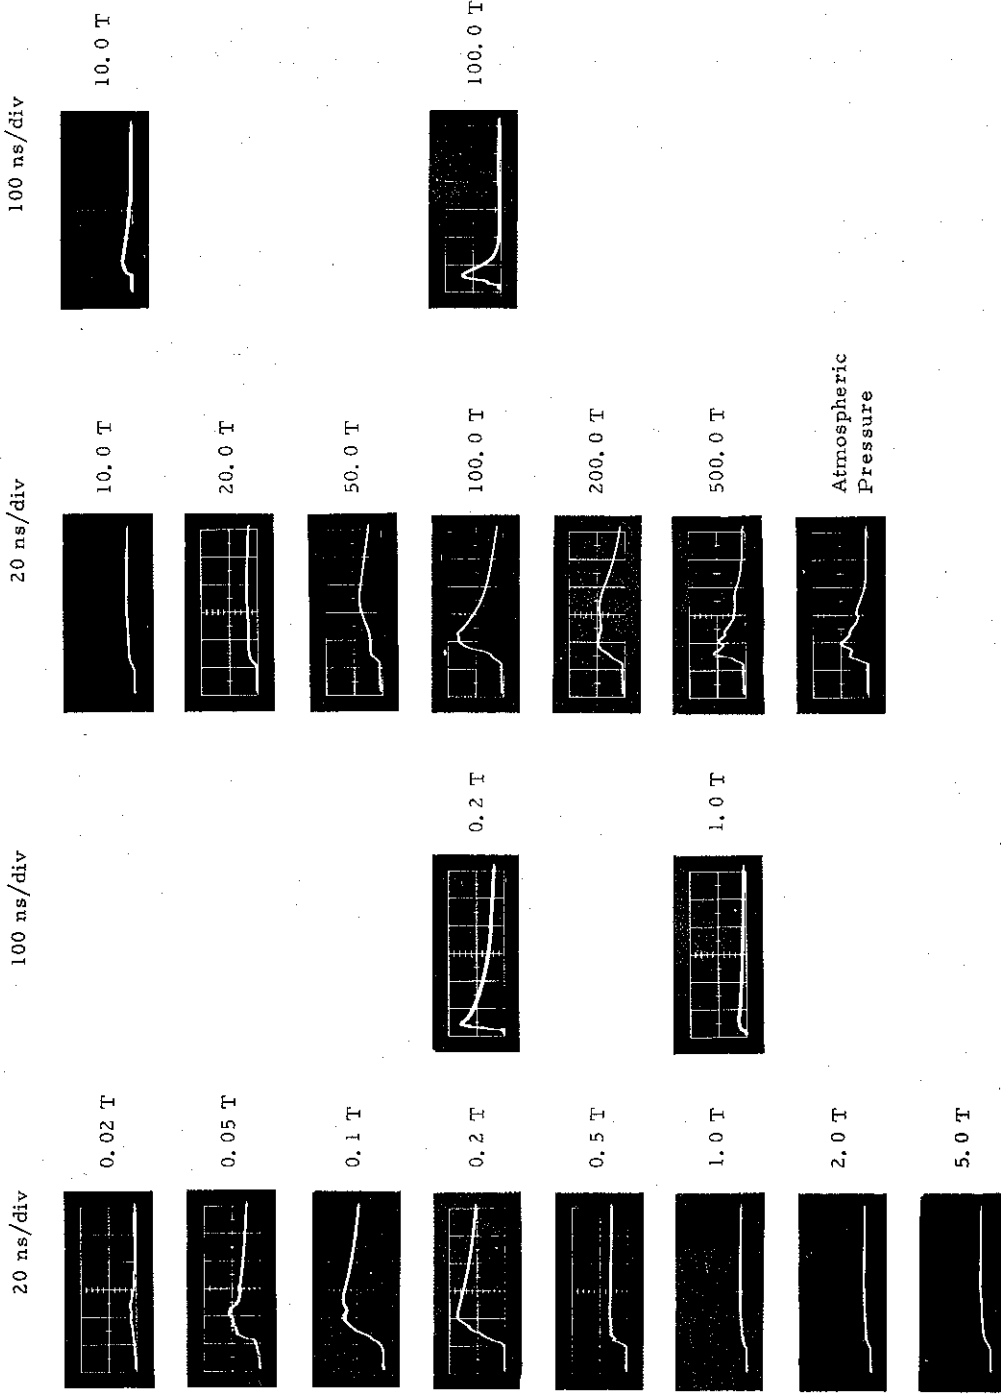 20 ns/div
100 ns/div
20 ns/div
100 ns/div
0.02 T
10.0 T
10.0 T
0.05 T
20.0 T
0.1 T
50.0 T
0.2 T
0.2 T
100.0 T
100.0 T
0.5 T
200.0 T
1.0 T
1.0 T
500.0 T
2.0 T
Atmospheric
Pressure
5.0 T